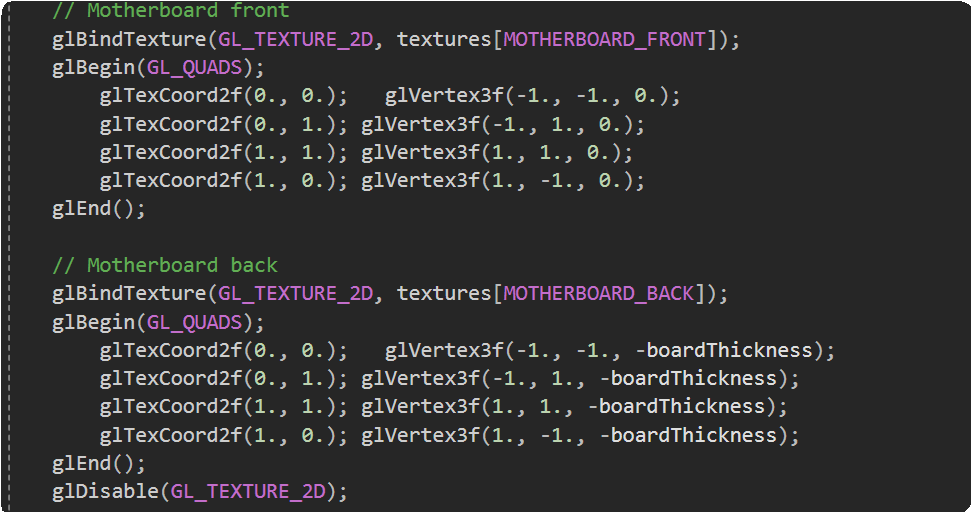 // Motherboard front
glBindTexture(GL_TEXTURE_2D, textures[MOTHERBOARD_FRONT]);
glBegin(GL_QUADS);
    glTexCoord2f(0., 0.);   glVertex3f(-1., -1., 0.);
    glTexCoord2f(0., 1.); glVertex3f(-1., 1., 0.);
    glTexCoord2f(1., 1.); glVertex3f(1., 1., 0.);
    glTexCoord2f(1., 0.); glVertex3f(1., -1., 0.);
glEnd();

// Motherboard back
glBindTexture(GL_TEXTURE_2D, textures[MOTHERBOARD_BACK]);
glBegin(GL_QUADS);
    glTexCoord2f(0., 0.);   glVertex3f(-1., -1., -boardThickness);
    glTexCoord2f(0., 1.); glVertex3f(-1., 1., -boardThickness);
    glTexCoord2f(1., 1.); glVertex3f(1., 1., -boardThickness);
    glTexCoord2f(1., 0.); glVertex3f(1., -1., -boardThickness);
glEnd();
glDisable(GL_TEXTURE_2D);